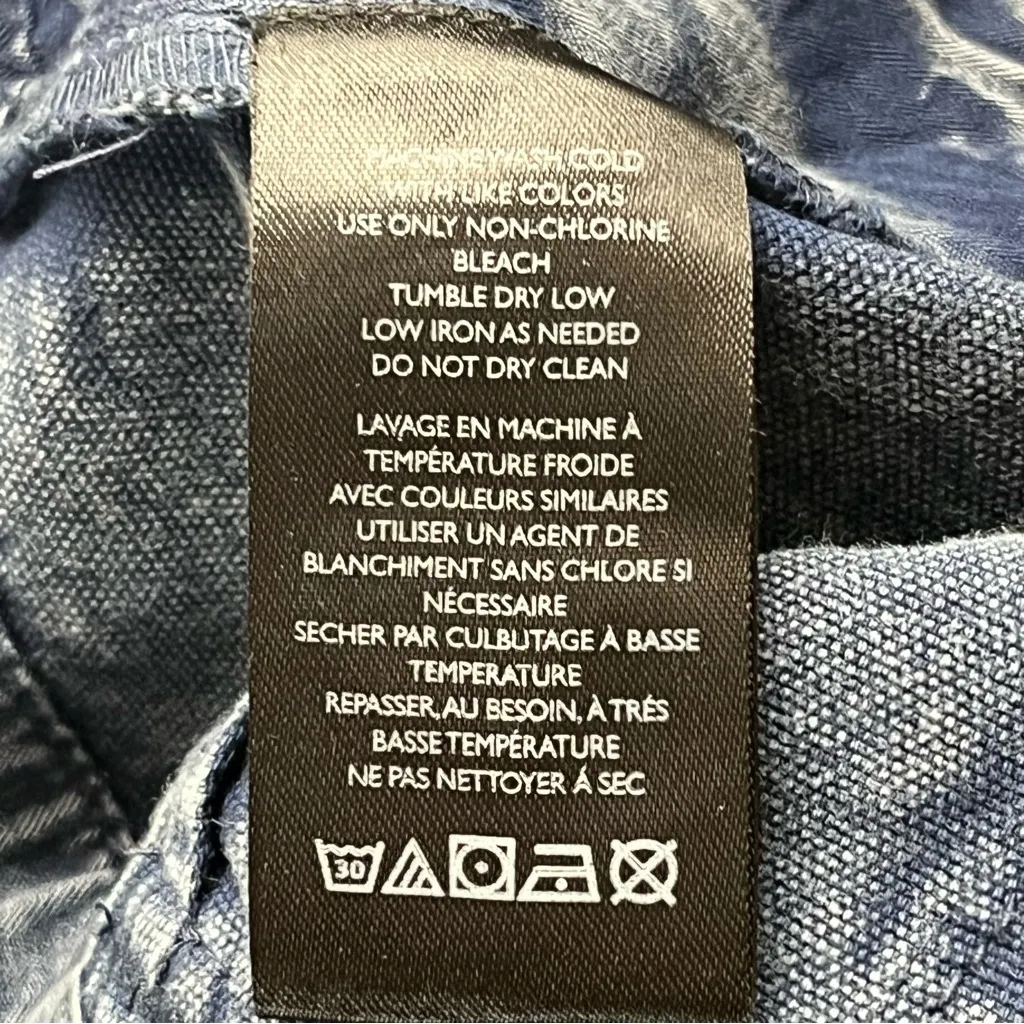 MACHINE WASH COLD
WITH LIKE COLORS
USE ONLY NON-CHLORINE
BLEACH
TUMBLE DRY LOW
LOW IRON AS NEEDED
DO NOT DRY CLEAN
LAVAGE EN MACHINE À
TEMPÉRATURE FROIDE
AVEC COULEURS SIMILAIRES
UTILISER UN AGENT DE
BLANCHIMENT SANS CHLORE SI
NÉCESSAIRE
SECHER PAR CULBUTAGE À BASSE
TEMPERATURE
REPASSER, AU BESOIN, À TRÉS
BASSE TEMPÉRATURE
NE PAS NETTOYER Á SEC
30